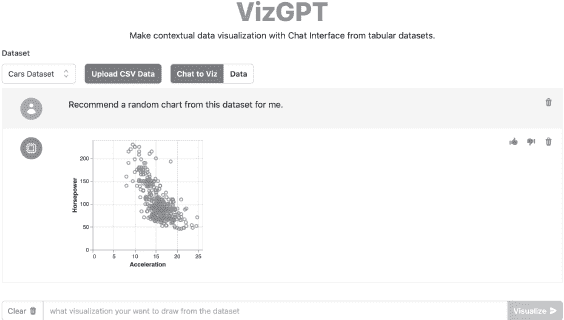 VizGPT
Make contextual data visualization with Chat Interface from tabular datasets.
Dataset
Cars Dataset Upload CSV Data Chat to Viz Data
Recommend a random chart from this dataset for me.
200
150
100
50
0
Horsepower
0 5 10 15 20 25
Acceleration
Clear what visualization your want to draw from the dataset Visualize